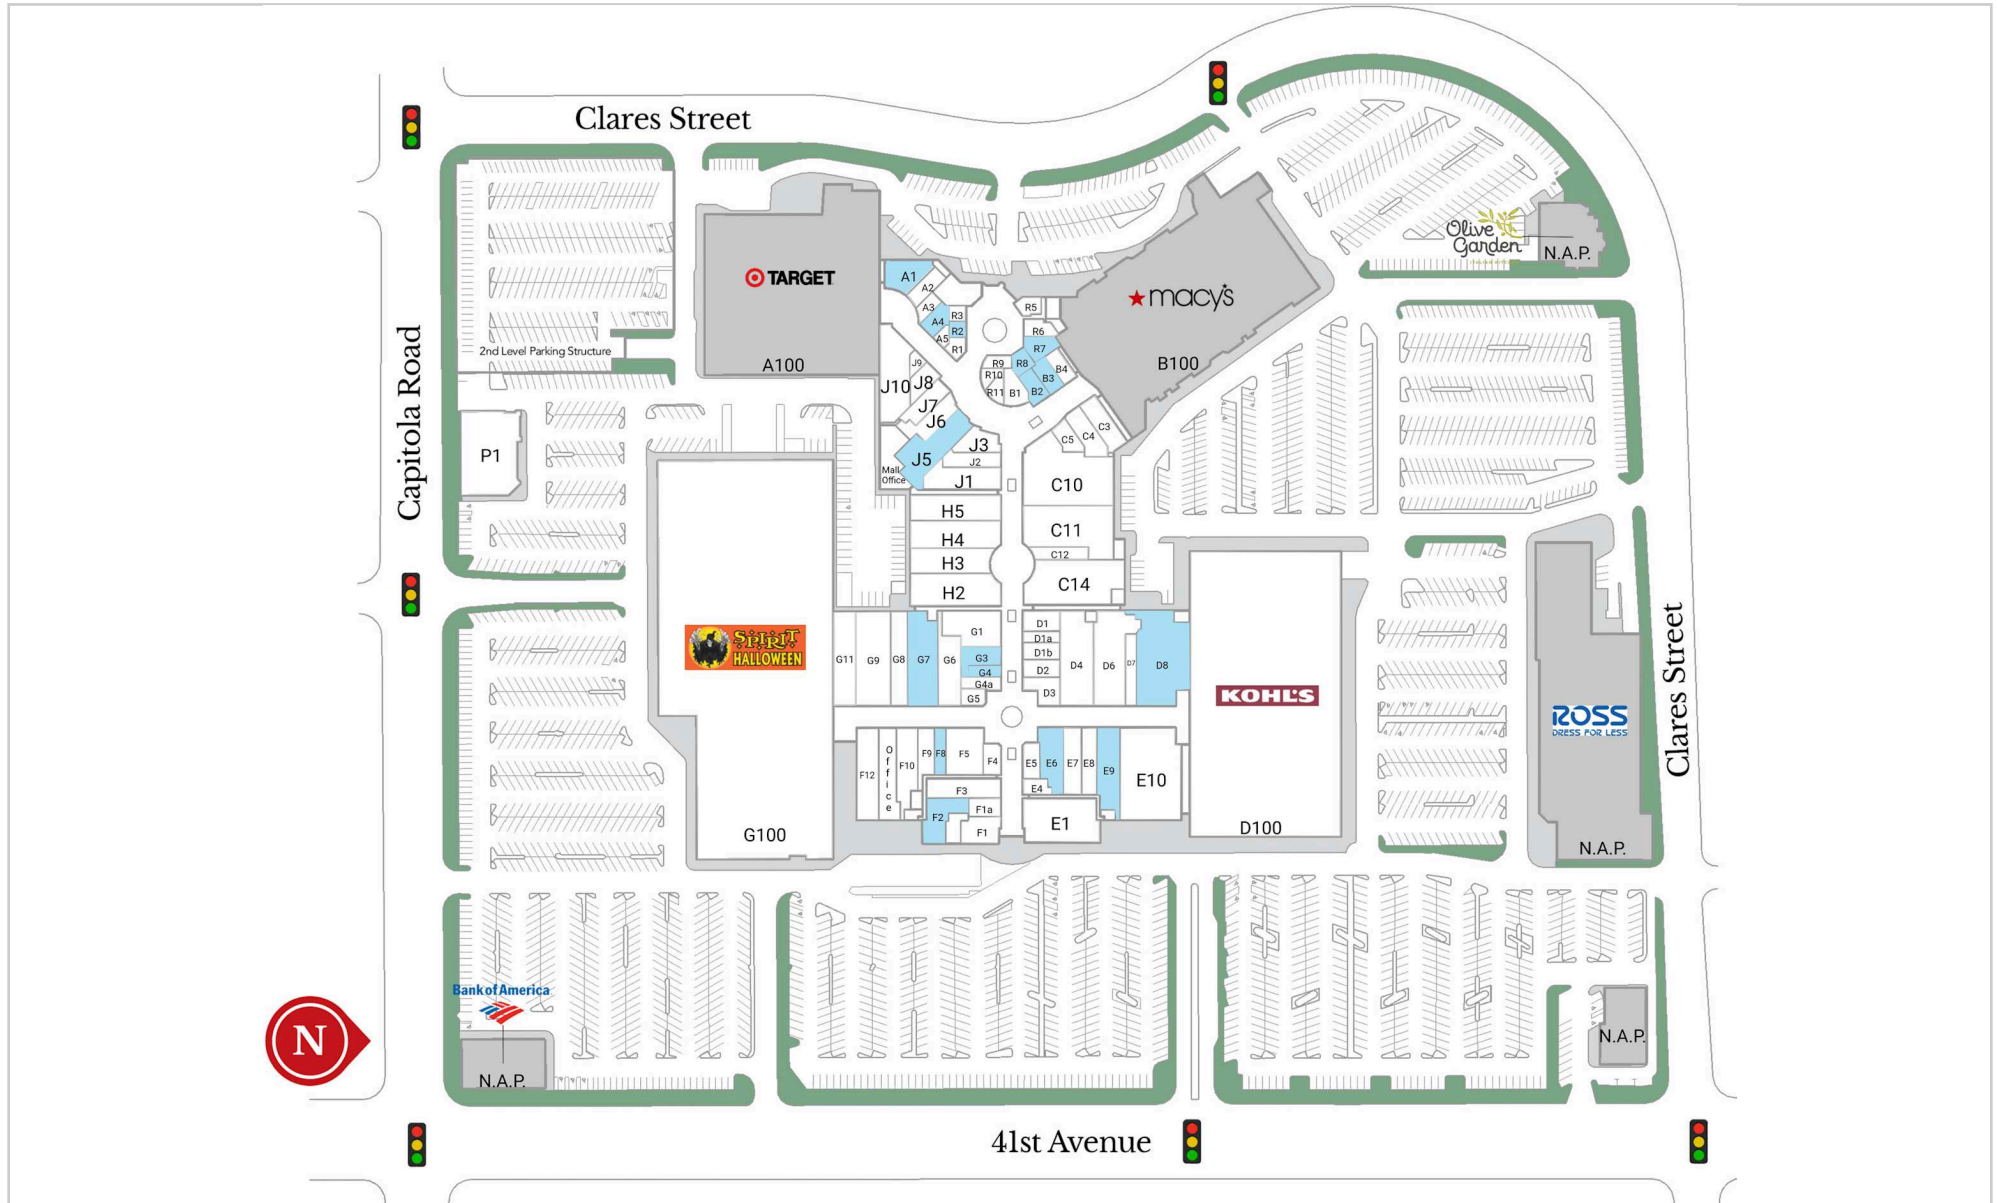 Clares Street
Capitola Road
Olive
Garden
N.A.P.
TARGET
A100
2nd Level Parking Structure
macy's
B100
A1
A2
A3
A4
A5
R3
R2
R1
R5
R6
R7
R8
R9
R10
R11
B1
B2
B3
B4
J10
J9
J8
J7
J6
J5
J3
J2
J1
Mall
Office
C3
C4
C5
C10
C11
C12
C14
H5
H4
H3
H2
P1
SPIRIT
HALLOWEEN
G100
G11
G9
G8
G7
G6
G1
G3
G4
G4a
G5
D1
D1a
D1b
D2
D3
D4
D6
D7
D8
KOHL'S
D100
ROSS
DRESS FOR LESS
N.A.P.
Clares Street
F12
Office
F10
F9
F8
F5
F4
F3
F2
F1a
F1
E5
E6
E7
E8
E9
E10
E4
E1
Bank of America
N.A.P.
N.A.P.
N
41st Avenue